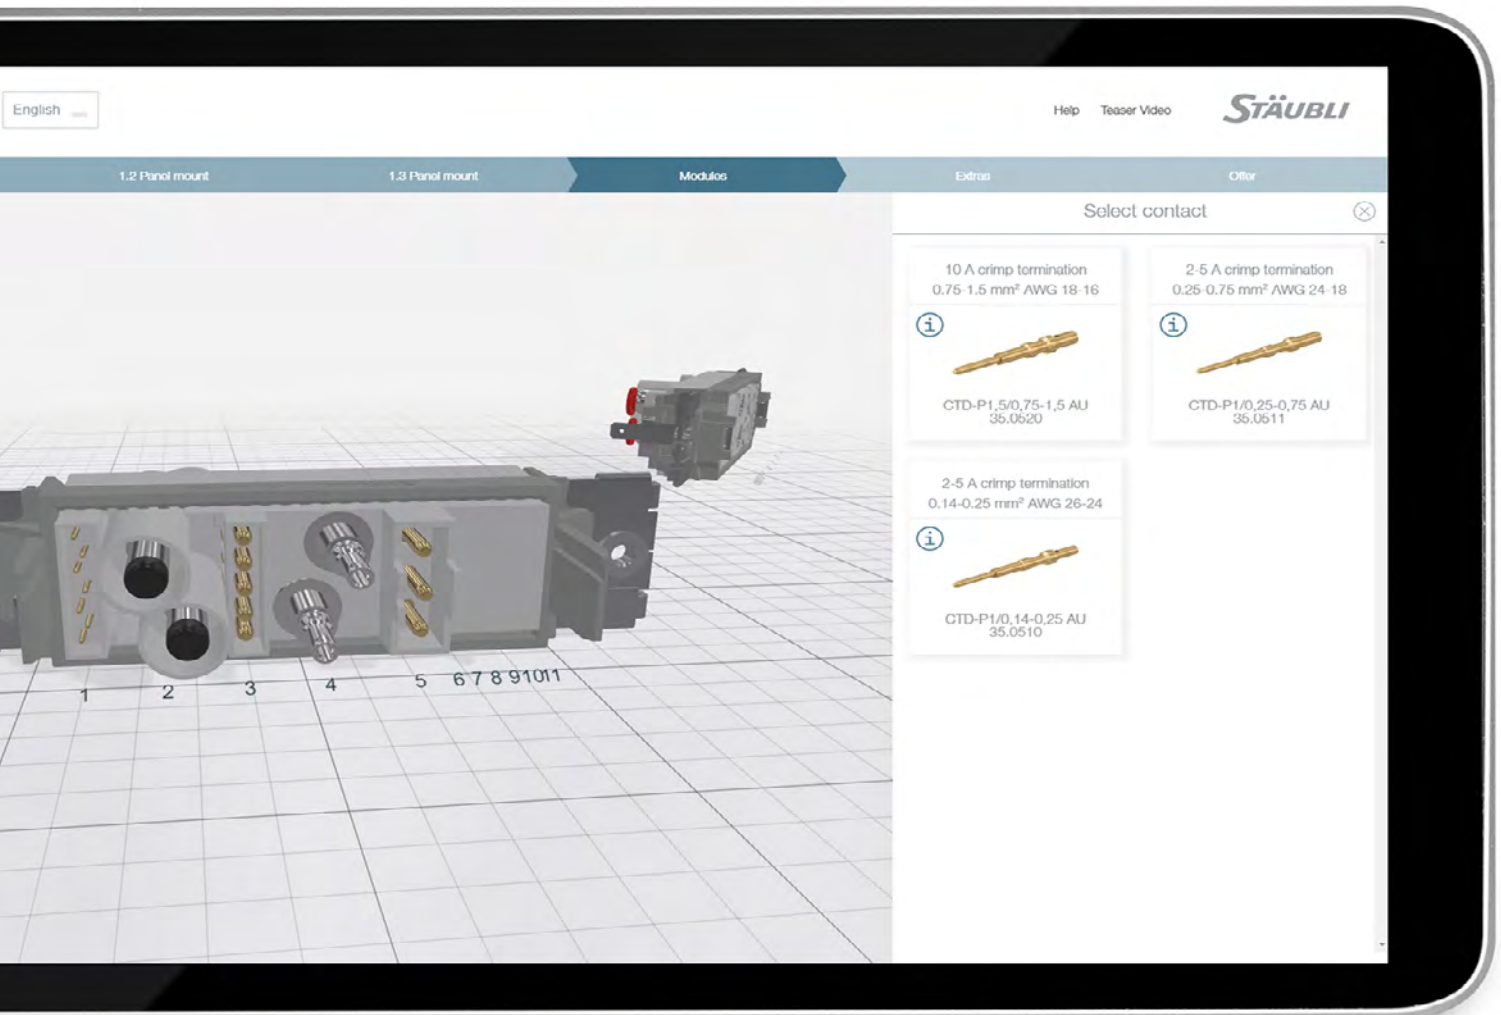 English
Help Teaser Video STÄUBLI
1.2 Panel mount 1.3 Panel mount Modules Extras Offer
Select contact
10 A crimp termination
0.75-1.5 mm² AWG 18-16
CTD-P1,5/0,75-1,5 AU
35.0520
2-5 A crimp termination
0.25-0.75 mm² AWG 24-18
CTD-P1/0,25-0,75 AU
35.0511
2-5 A crimp termination
0.14-0.25 mm² AWG 26-24
CTD-P1/0,14-0,25 AU
35.0510
1 2 3 4 5 6 7 8 9 10 11